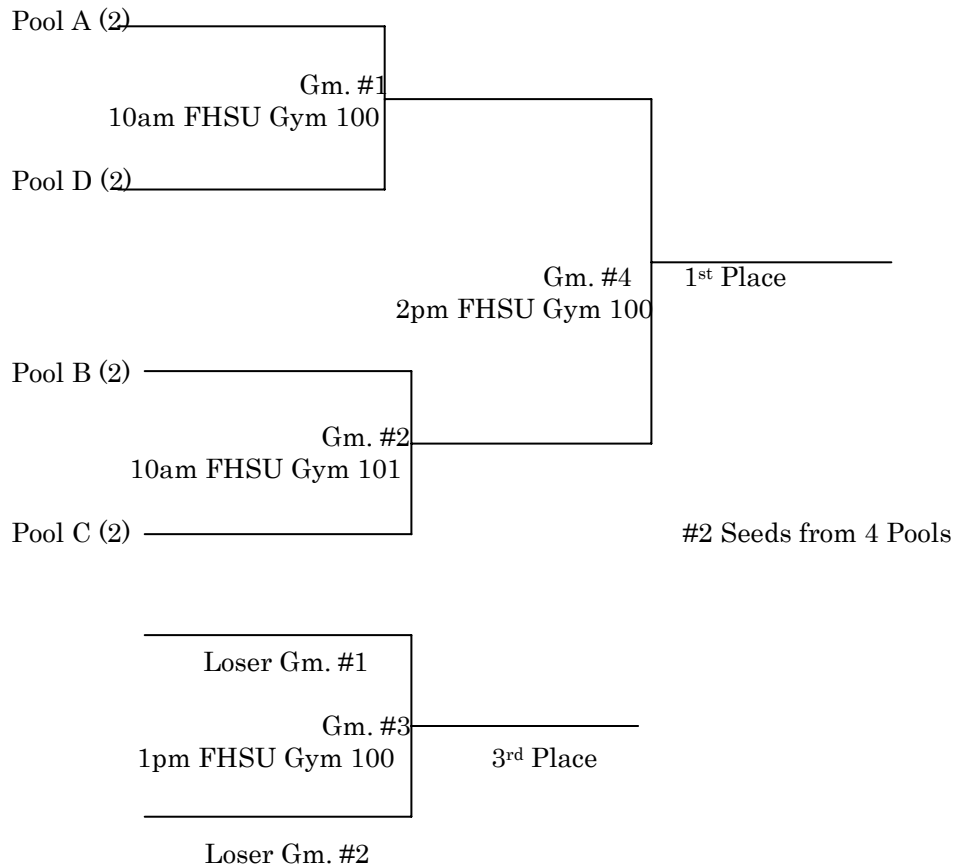 Pool A (2)
Gm. #1
10am FHSU Gym 100
Pool D (2)
Gm. #4
2pm FHSU Gym 100
1st Place
Pool B (2)
Gm. #2
10am FHSU Gym 101
Pool C (2)
#2 Seeds from 4 Pools
Loser Gm. #1
Gm. #3
1pm FHSU Gym 100
3rd Place
Loser Gm. #2